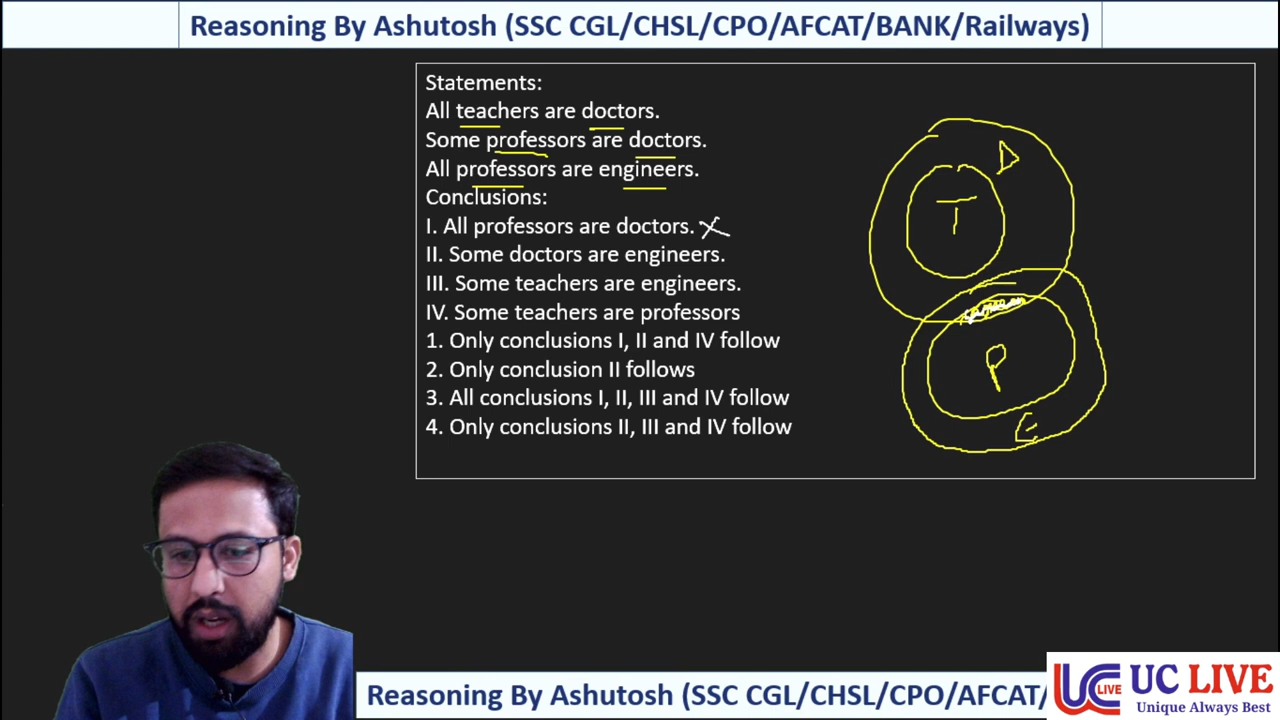 Reasoning By Ashutosh (SSC CGL/CHSL/CPO/AFCAT/BANK/Railways)
Statements:
All teachers are doctors.
Some professors are doctors.
All professors are engineers.
Conclusions:
I. All professors are doctors.
II. Some doctors are engineers.
III. Some teachers are engineers.
IV. Some teachers are professors
1. Only conclusions I, II and IV follow
2. Only conclusion II follows
3. All conclusions I, II, III and IV follow
4. Only conclusions II, III and IV follow
D
T
P
E
Reasoning By Ashutosh (SSC CGL/CHSL/CPO/AFCAT/
LIVE
UC LIVE
Unique Always Best